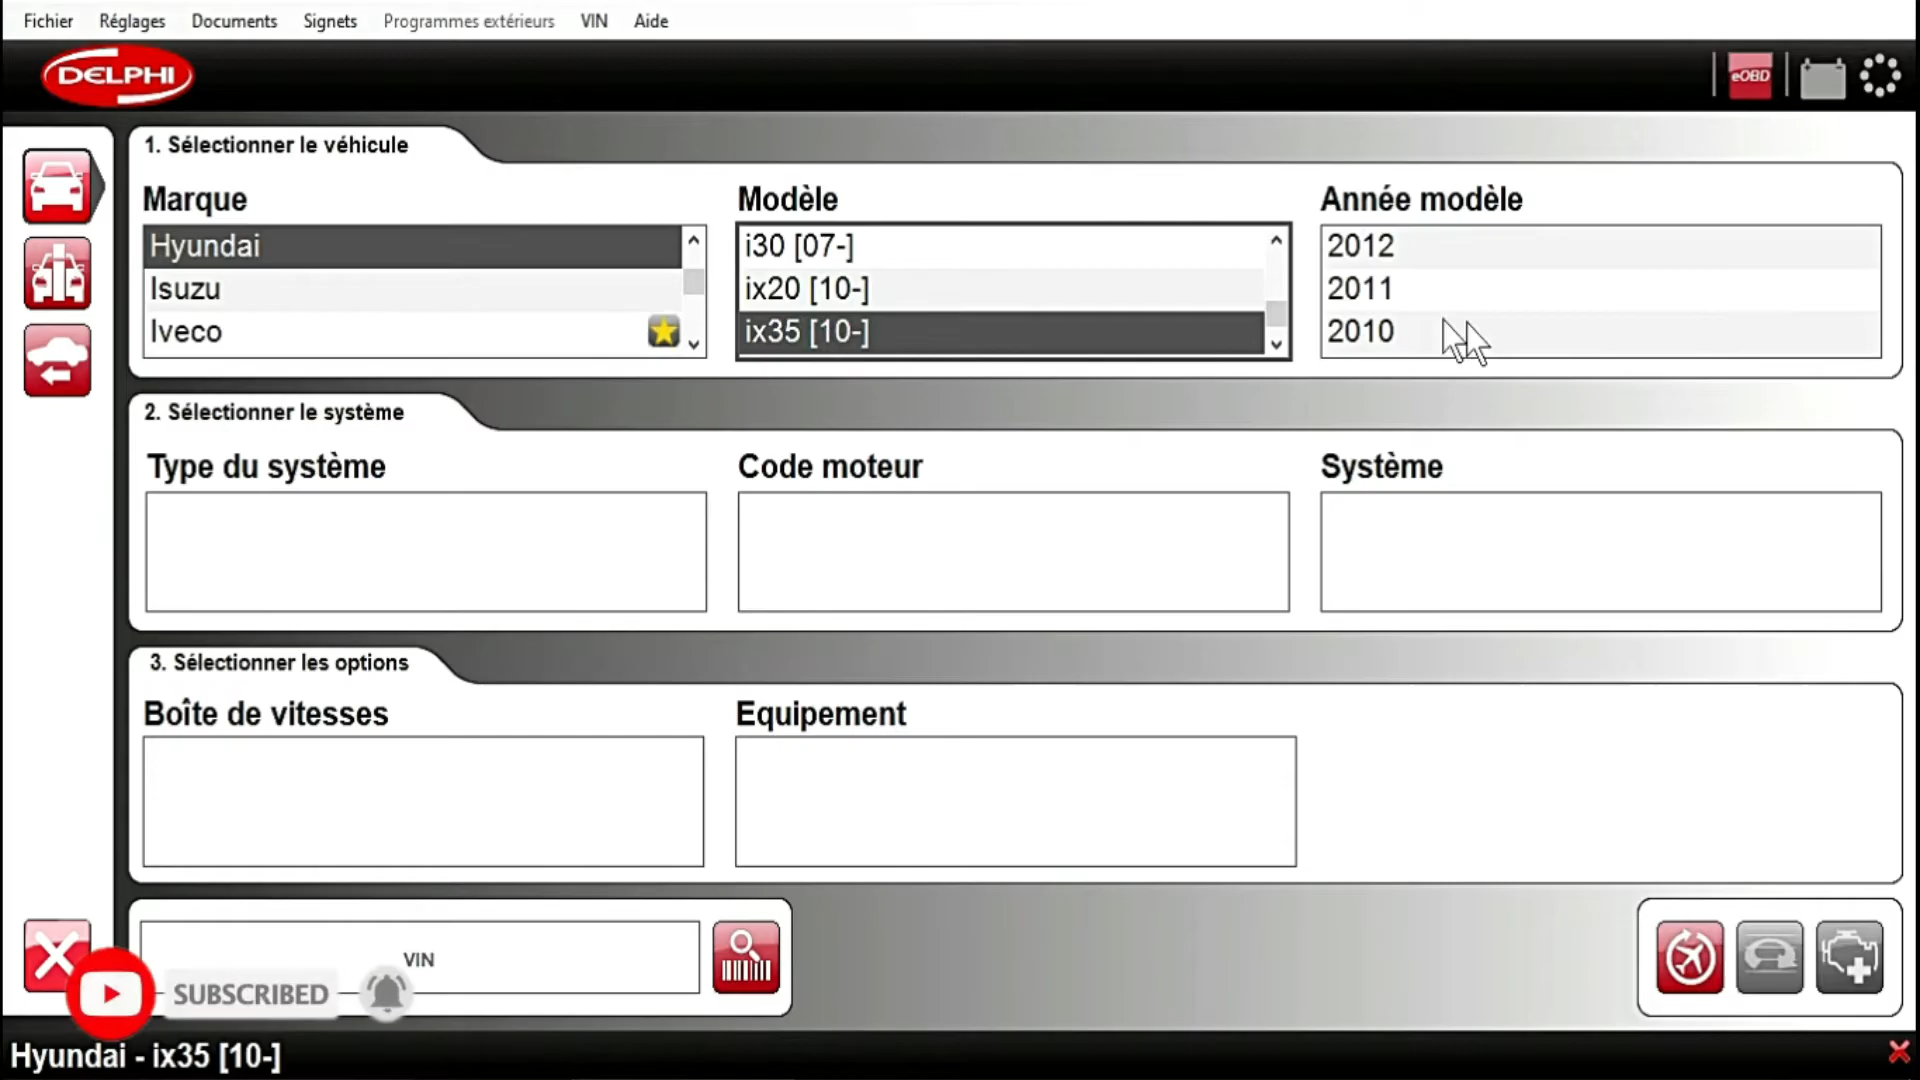 Fichier Réglages Documents Signets Programmes extérieurs VIN Aide
DELPHI
eOBD
1. Sélectionner le véhicule
Marque
Hyundai
Isuzu
Iveco
Modèle
i30 [07-]
ix20 [10-]
ix35 [10-]
Année modèle
2012
2011
2010
2. Sélectionner le système
Type du système
Code moteur
Système
3. Sélectionner les options
Boîte de vitesses
Equipement
VIN
SUBSCRIBED
Hyundai - ix35 [10-]